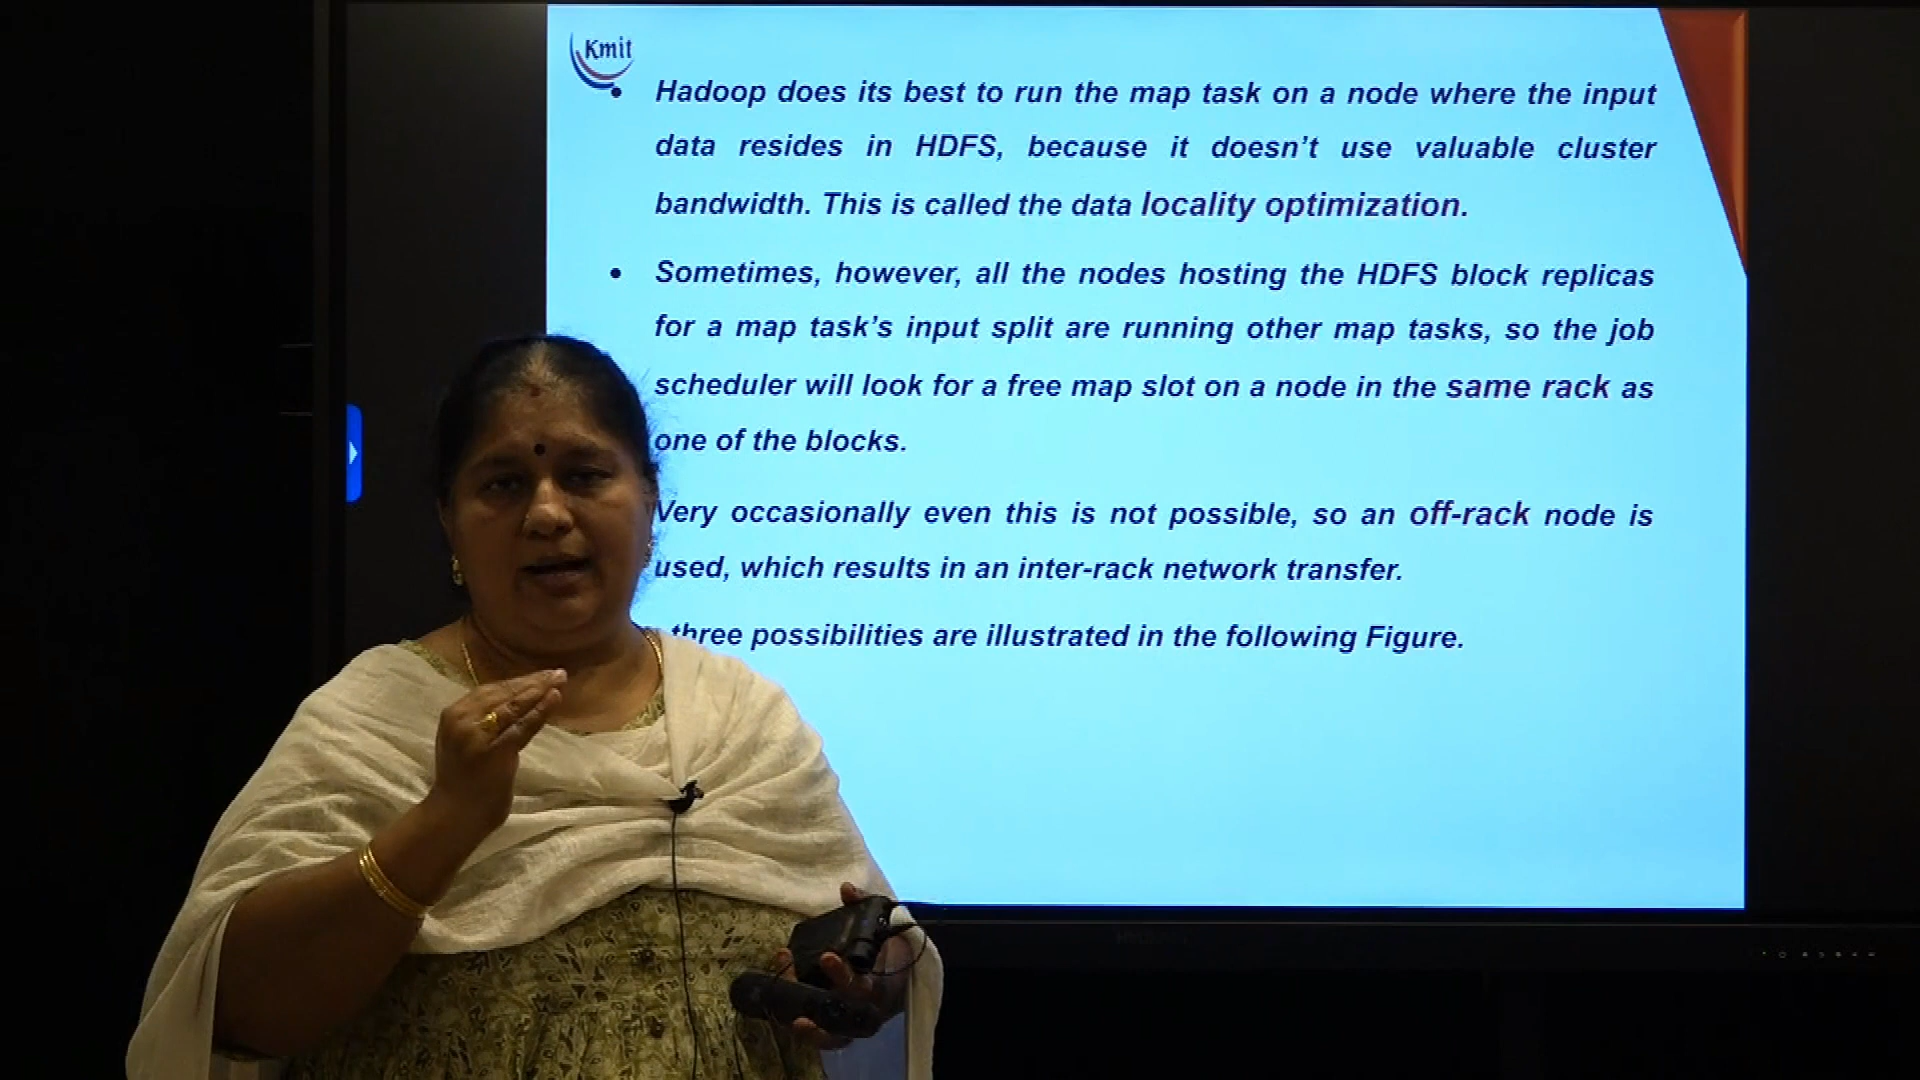 Kmit
• Hadoop does its best to run the map task on a node where the input
data resides in HDFS, because it doesn’t use valuable cluster
bandwidth. This is called the data locality optimization.
• Sometimes, however, all the nodes hosting the HDFS block replicas
for a map task’s input split are running other map tasks, so the job
scheduler will look for a free map slot on a node in the same rack as
one of the blocks.
Very occasionally even this is not possible, so an off-rack node is
used, which results in an inter-rack network transfer.
three possibilities are illustrated in the following Figure.